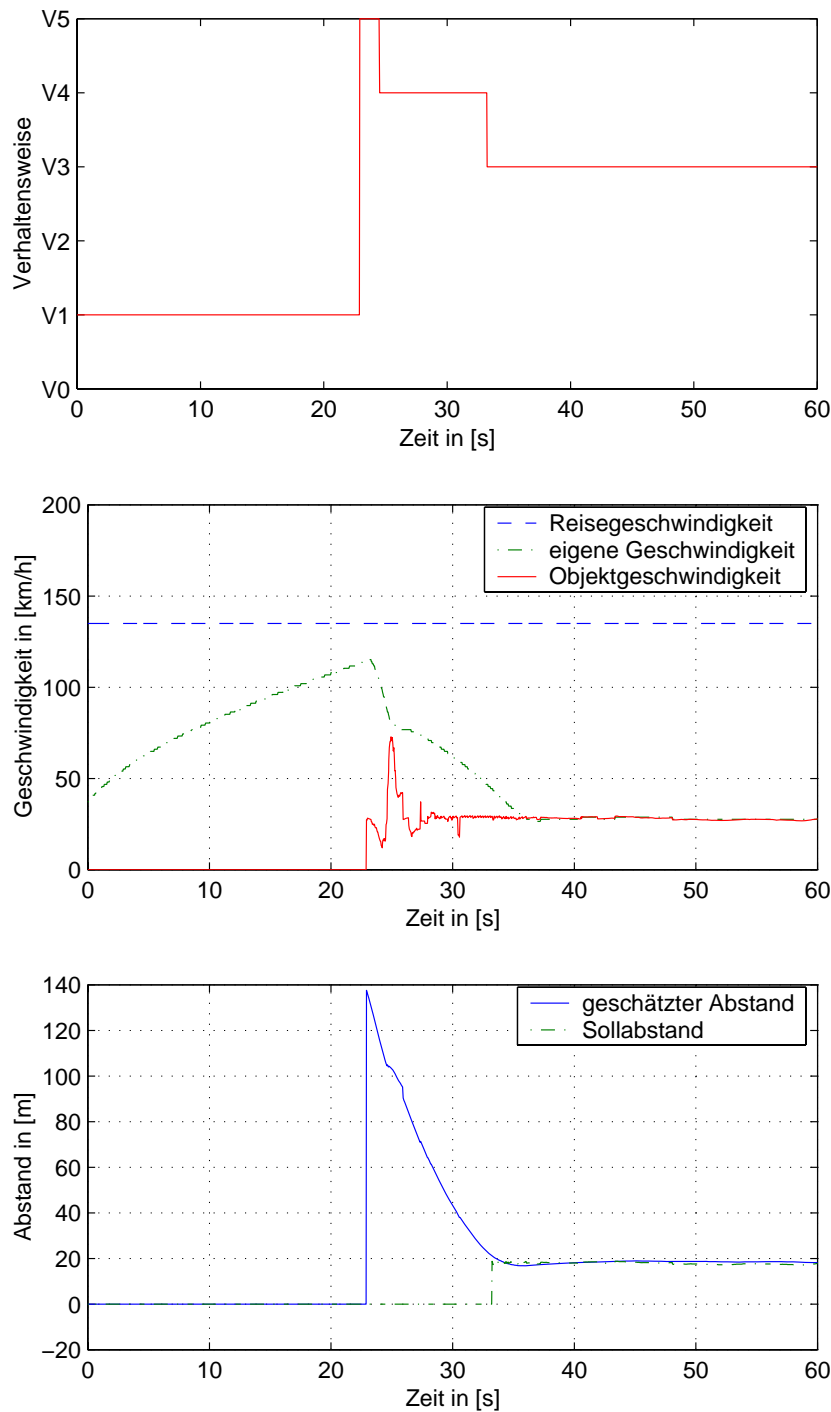 V5
V4
V3
V2
V1
V0
Verhaltensweise
0 10 20 30 40 50 60
Zeit in [s]
200
150
100
50
0
Geschwindigkeit in [km/h]
Reisegeschwindigkeit
eigene Geschwindigkeit
Objektgeschwindigkeit
0 10 20 30 40 50 60
Zeit in [s]
140
120
100
80
60
40
20
0
−20
Abstand in [m]
geschätzter Abstand
Sollabstand
0 10 20 30 40 50 60
Zeit in [s]